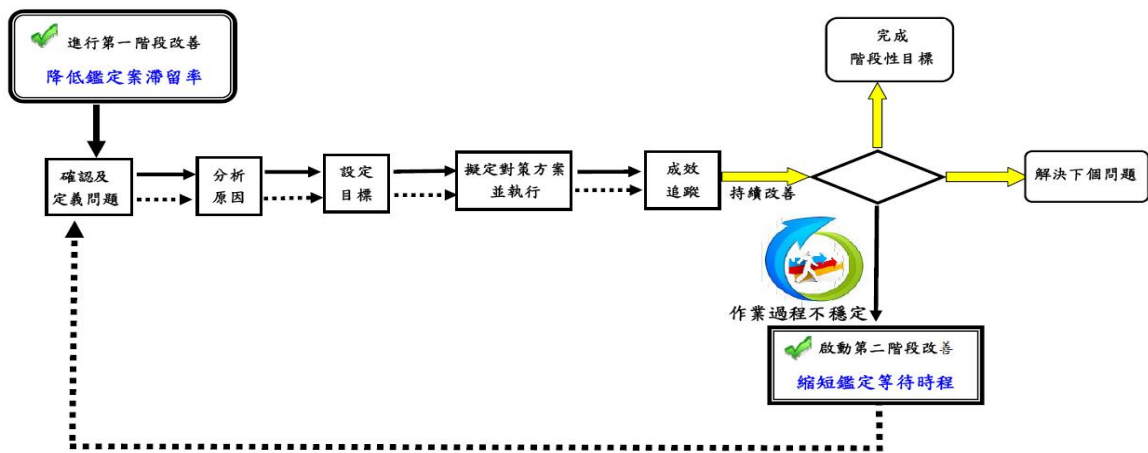 進行第一階段改善
降低鑑定案滯留率
完成
階段性目標
確認及
定義問題
分析
原因
設定
目標
擬定對策方案
並執行
成效
追蹤
持續改善
解決下個問題
作業過程不穩定
啟動第二階段改善
縮短鑑定等待時程